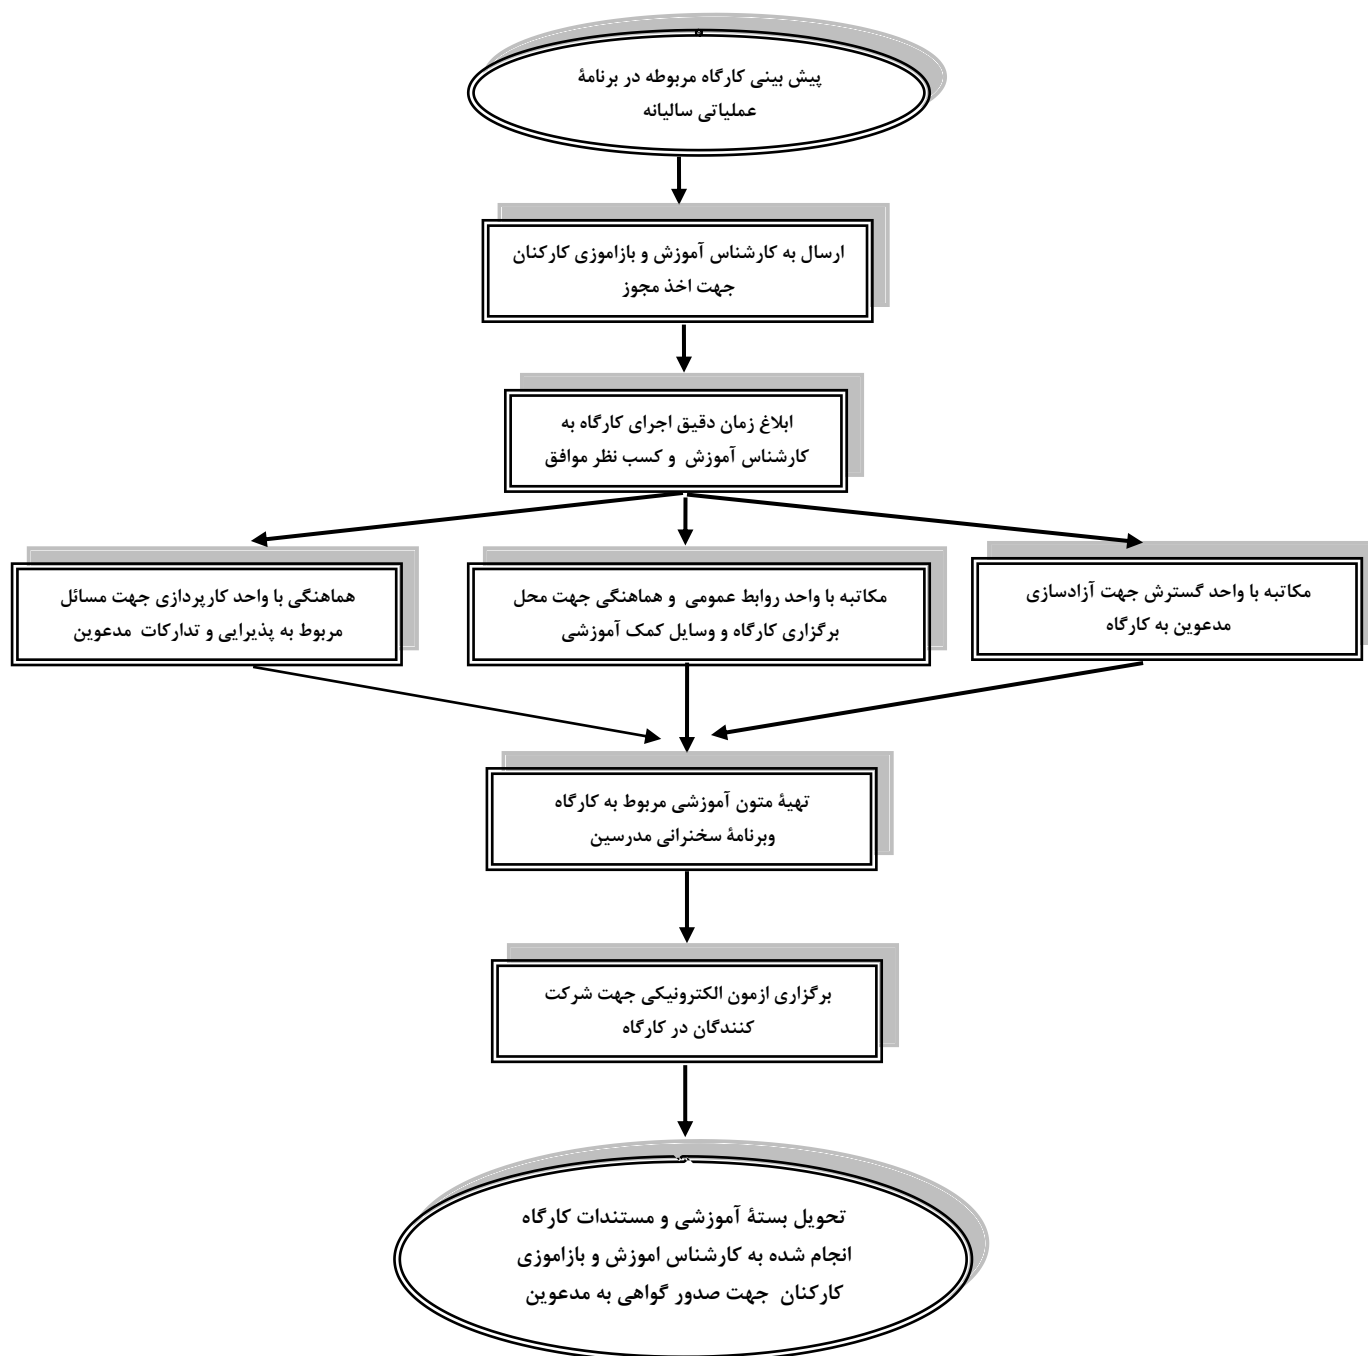 پیش بینی کارگاه مربوطه در برنامۀ
عملیاتی سالیانه
ارسال به کارشناس آموزش و بازاموزی کارکنان
جهت اخذ مجوز
ابلاغ زمان دقیق اجرای کارگاه به
کارشناس آموزش و کسب نظر موافق
مکاتبه با واحد گسترش جهت آزادسازی
مدعوین به کارگاه
مکاتبه با واحد روابط عمومی و هماهنگی جهت محل
برگزاری کارگاه و وسایل کمک آموزشی
هماهنگی با واحد کارپردازی جهت مسائل
مربوط به پذیرایی و تدارکات مدعوین
تهیۀ متون آموزشی مربوط به کارگاه
وبرنامۀ سخنرانی مدرسین
برگزاری ازمون الکترونیکی جهت شرکت
کنندگان در کارگاه
تحویل بستۀ آموزشی و مستندات کارگاه
انجام شده به کارشناس اموزش و بازاموزی
کارکنان جهت صدور گواهی به مدعوین